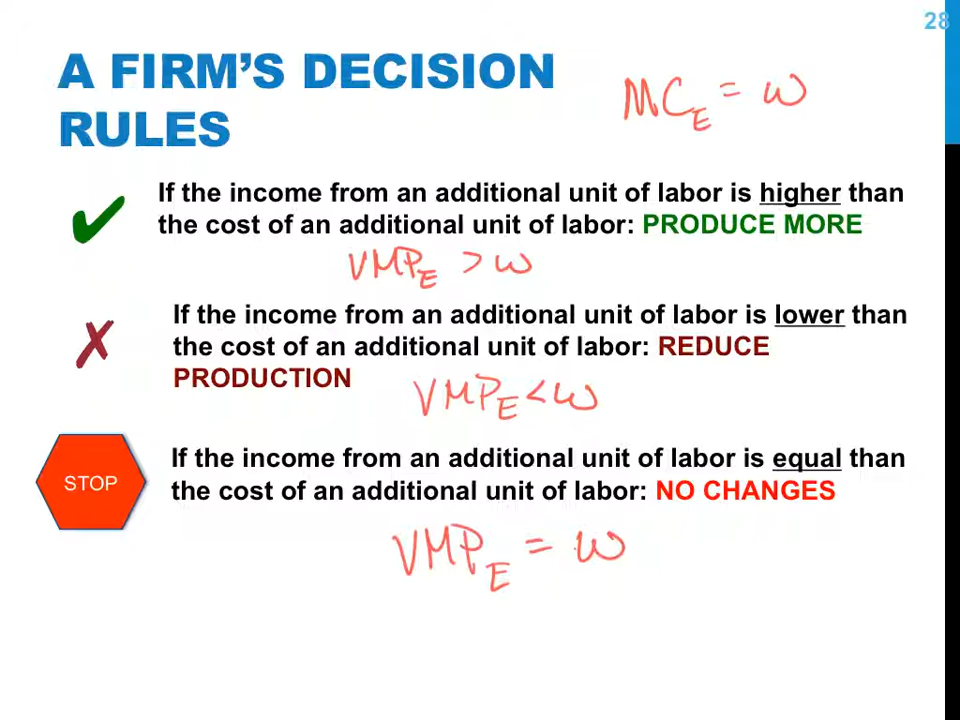 28
A FIRM'S DECISION
MC_E = w
RULES
If the income from an additional unit of labor is higher than
the cost of an additional unit of labor: PRODUCE MORE
VMP_E > w
If the income from an additional unit of labor is lower than
the cost of an additional unit of labor: REDUCE
PRODUCTION
VMP_E < w
STOP
If the income from an additional unit of labor is equal than
the cost of an additional unit of labor: NO CHANGES
VMP_E = w